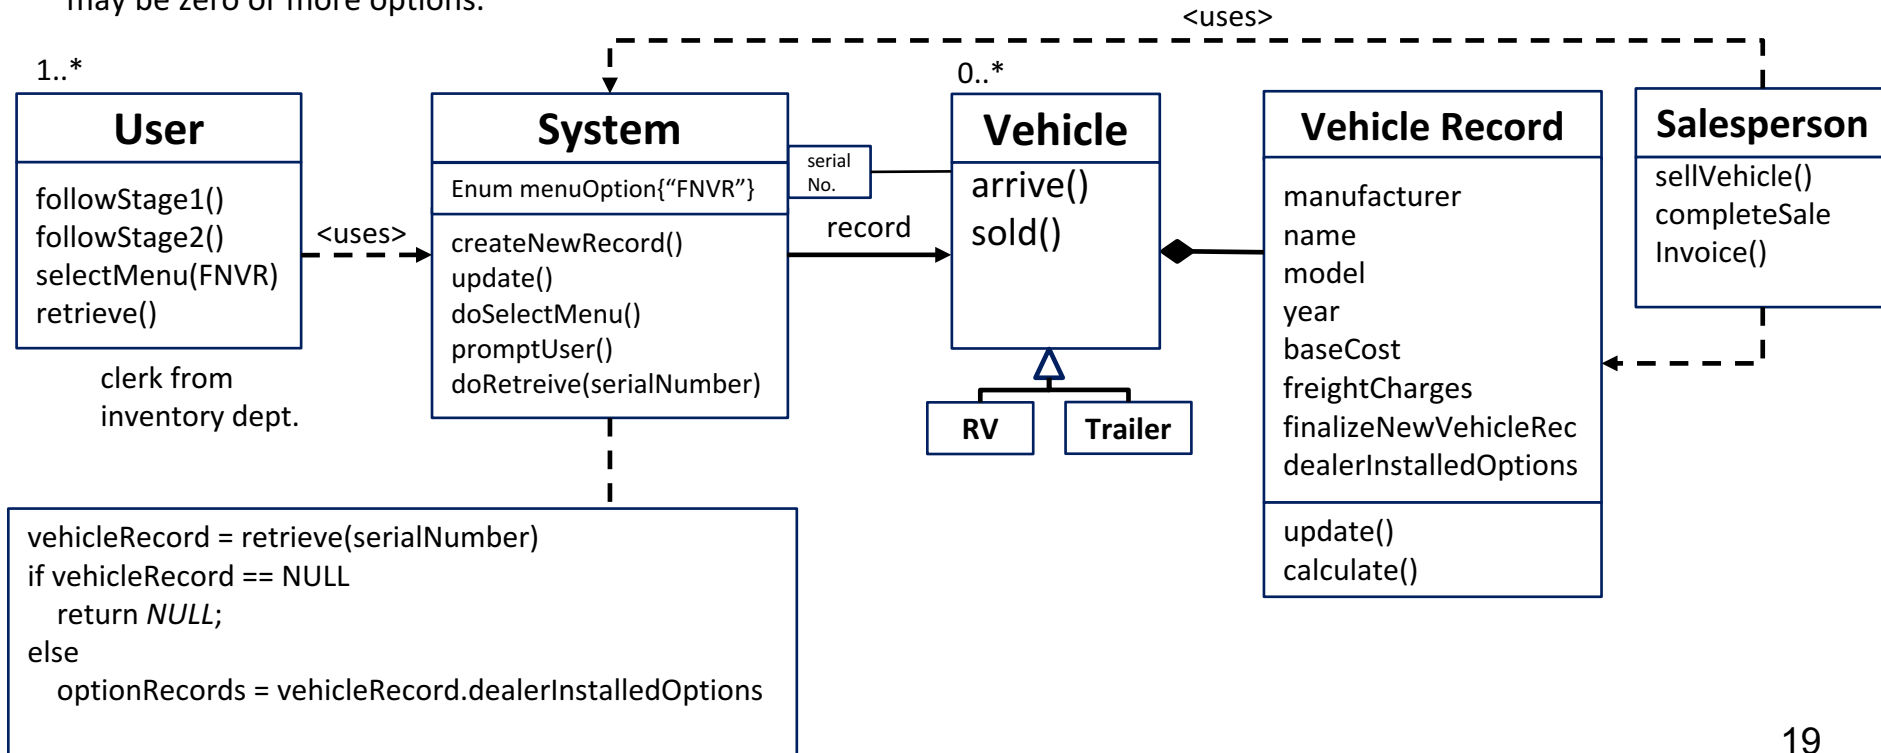 may be zero or more options.
<uses>
1..*
0..*
User
followStage1()
followStage2()
selectMenu(FNVR)
retrieve()
clerk from
inventory dept.
<uses>
System
Enum menuOption{“FNVR”}
createNewRecord()
update()
doSelectMenu()
promptUser()
doRetreive(serialNumber)
serial
No.
record
Vehicle
arrive()
sold()
RV
Trailer
Vehicle Record
manufacturer
name
model
year
baseCost
freightCharges
finalizeNewVehicleRec
dealerInstalledOptions
update()
calculate()
Salesperson
sellVehicle()
completeSale
Invoice()
vehicleRecord = retrieve(serialNumber)
if vehicleRecord == NULL
return NULL;
else
optionRecords = vehicleRecord.dealerInstalledOptions
19